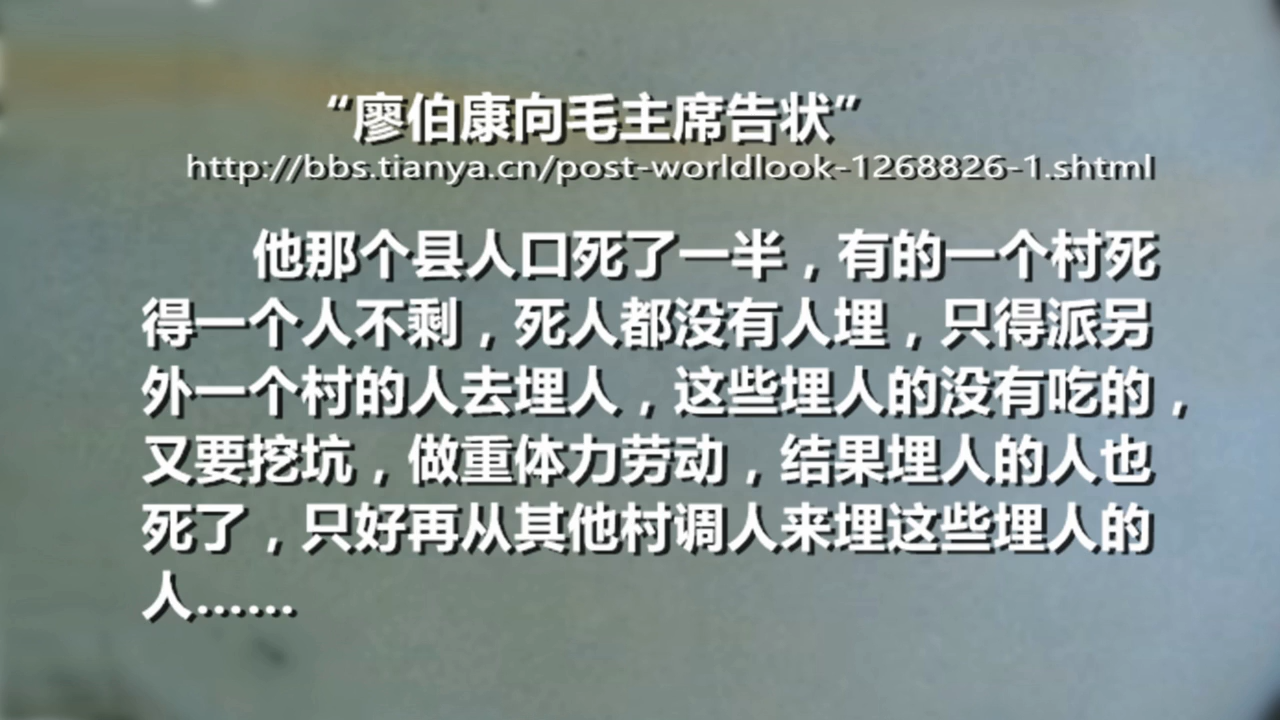 “廖伯康向毛主席告状”
http://bbs.tianya.cn/post-worldlook-1268826-1.shtml
他那个县人口死了一半，有的一个村死
得一个人不剩，死人都没有人埋，只得派另
外一个村的人去埋人，这些埋人的没有吃的，
又要挖坑，做重体力劳动，结果埋人的人也
死了，只好再从其他村调人来埋这些埋人的
人……